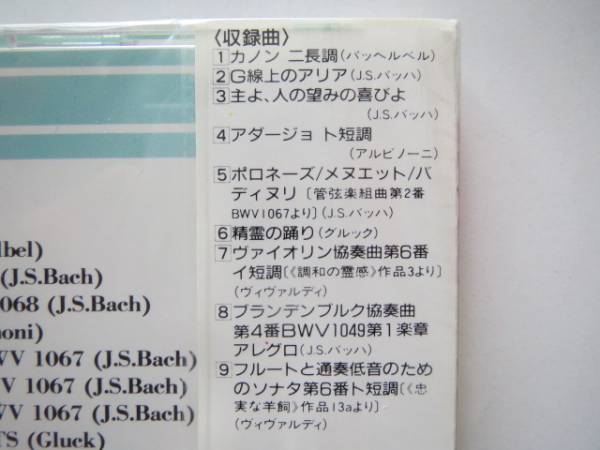 〈収録曲〉
1 カノン ニ長調(パッヘルベル)
2 G線上のアリア(J.S.バッハ)
3 主よ、人の望みの喜びよ
(J.S.バッハ)
4 アダージョ ト短調
(アルビノーニ)
5 ポロネーズ/メヌエット/バ
ディヌリ〔管弦楽組曲第2番
BWV1067より〕(J.S.バッハ)
6 精霊の踊り(グルック)
7 ヴァイオリン協奏曲第6番
イ短調〔《調和の霊感》作品3より〕
(ヴィヴァルディ)
8 ブランデンブルク協奏曲
第4番BWV1049第1楽章
アレグロ(J.S.バッハ)
9 フルートと通奏低音のため
のソナタ第6番ト短調〔《忠
実な羊飼》作品13aより〕
(ヴィヴァルディ)
lbel)
(J.S.Bach)
068 (J.S.Bach)
noni)
VV 1067 (J.S.Bach)
V 1067 (J.S.Bach)
VV 1067 (J.S.Bach)
TS (Gluck)